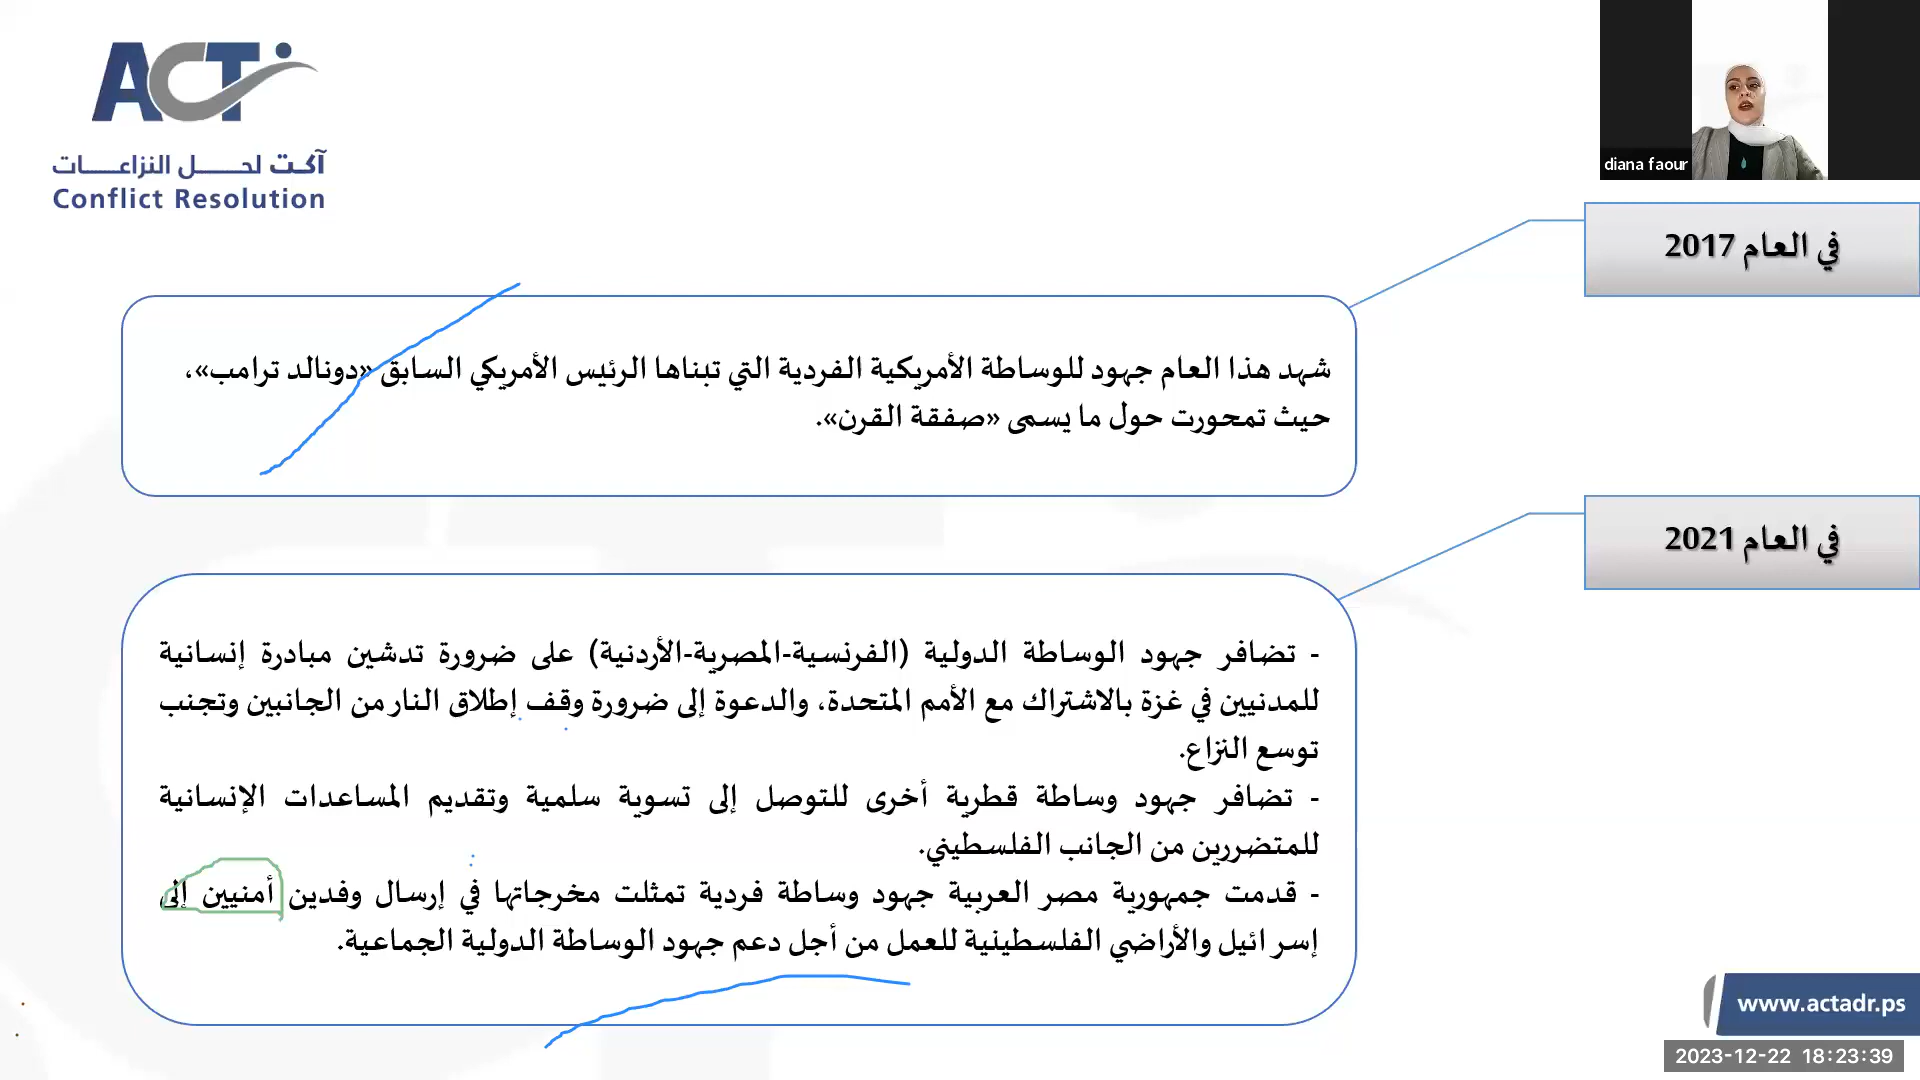 ACT
آكت لحل النزاعات
Conflict Resolution
diana faour
في العام 2017
شهد هذا العام جهود للوساطة الأمريكية الفردية التي تبناها الرئيس الأمريكي السابق «دونالد ترامب»،
حيث تمحورت حول ما يسمى «صفقة القرن».
في العام 2021
- تضافر جهود الوساطة الدولية (الفرنسية-المصرية-الأردنية) على ضرورة تدشين مبادرة إنسانية
للمدنيين في غزة بالاشتراك مع الأمم المتحدة، والدعوة إلى ضرورة وقف إطلاق النار من الجانبين وتجنب
توسع النزاع.
- تضافر جهود وساطة قطرية أخرى للتوصل إلى تسوية سلمية وتقديم المساعدات الإنسانية
للمتضررين من الجانب الفلسطيني.
- قدمت جمهورية مصر العربية جهود وساطة فردية تمثلت مخرجاتها في إرسال وفدين أمنيين إلى
إسرائيل والأراضي الفلسطينية للعمل من أجل دعم جهود الوساطة الدولية الجماعية.
www.actadr.ps
2023-12-22 18:23:39